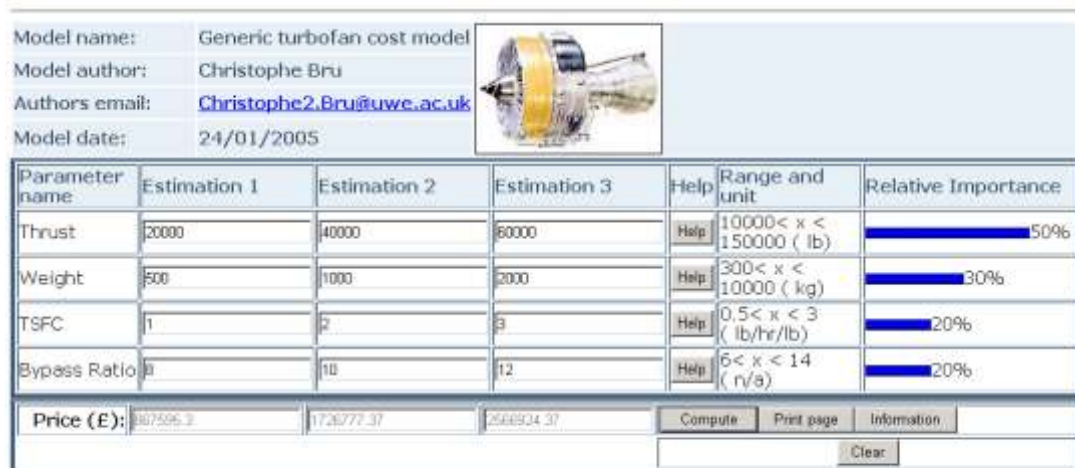 Model name: Generic turbofan cost model
Model author: Christophe Bru
Authors email: Christophe2.Bru@uwe.ac.uk
Model date: 24/01/2005
Parameter name Estimation 1 Estimation 2 Estimation 3 Help Range and unit Relative Importance
Thrust 20000 40000 60000 Help 10000< x < 150000 ( lb) 50%
Weight 500 1000 2000 Help 300< x < 10000 ( kg) 30%
TSFC 1 2 3 Help 0.5< x < 3 ( lb/hr/lb) 20%
Bypass Ratio 8 10 12 Help 6< x < 14 ( n/a) 20%
Price (£): 1726777.37 Compute Print page Information
Clear